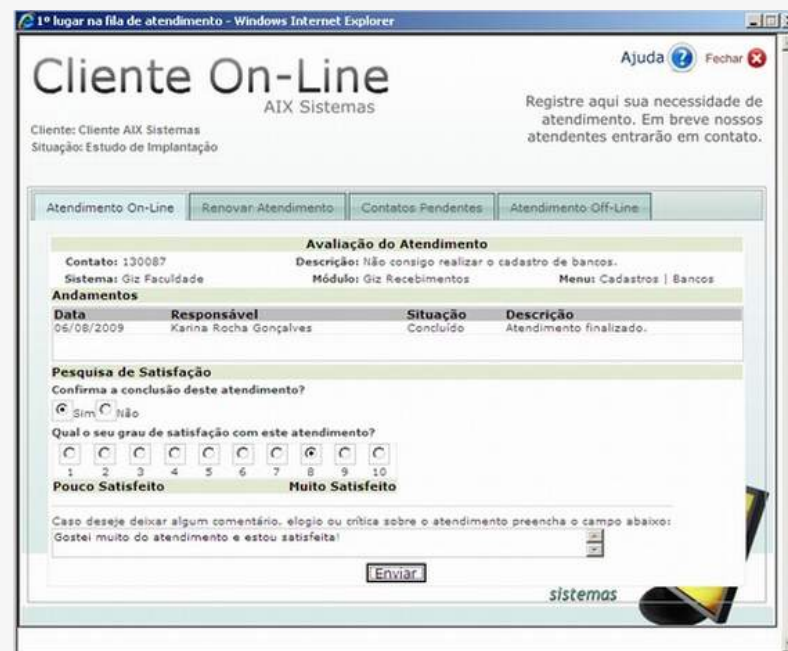 1º lugar na fila de atendimento - Windows Internet Explorer
Ajuda ? Fechar
Cliente On-Line
AIX Sistemas
Registre aqui sua necessidade de
atendimento. Em breve nossos
atendentes entrarão em contato.
Cliente: Cliente AIX Sistemas
Situação: Estudo de Implantação
Atendimento On-Line Renovar Atendimento Contatos Pendentes Atendimento Off-Line
Avaliação do Atendimento
Contato: 130087 Descrição: Não consigo realizar o cadastro de bancos.
Sistema: Giz Faculdade Módulo: Giz Recebimentos Menu: Cadastros | Bancos
Andamentos
Data Responsável Situação Descrição
06/08/2009 Karina Rocha Gonçalves Concluído Atendimento finalizado.
Pesquisa de Satisfação
Confirma a conclusão deste atendimento?
Sim Não
Qual o seu grau de satisfação com este atendimento?
1 2 3 4 5 6 7 8 9 10
Pouco Satisfeito Muito Satisfeito
Caso deseje deixar algum comentário, elogio ou crítica sobre o atendimento preencha o campo abaixo:
Gostei muito do atendimento e estou satisfeita!
Enviar
sistemas